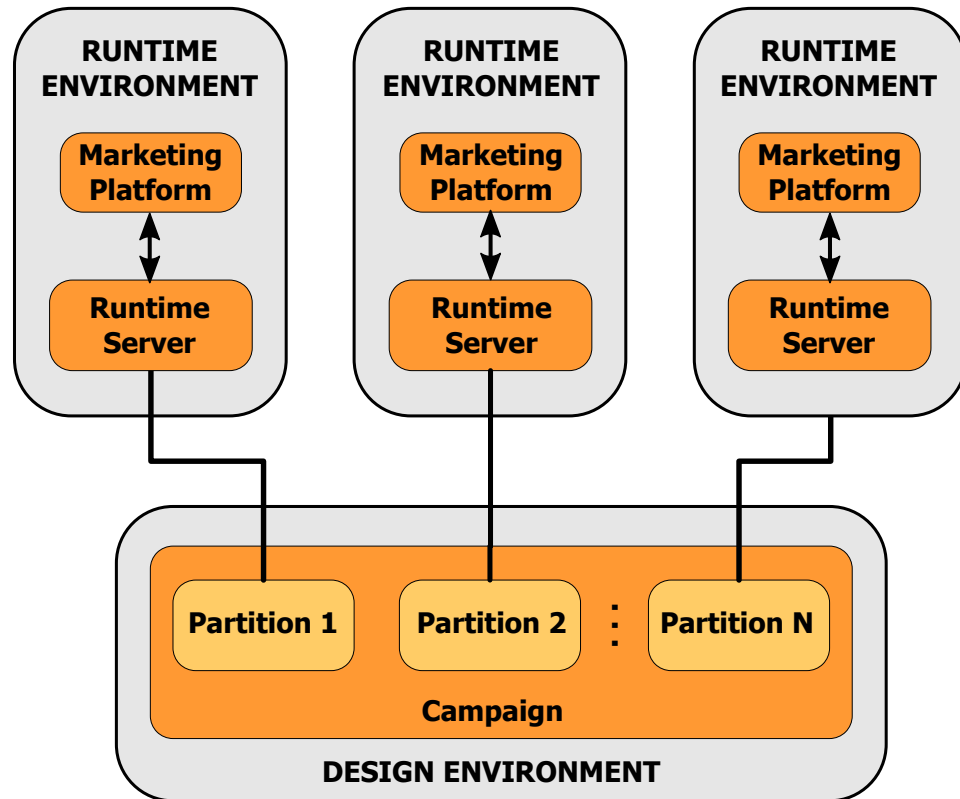 RUNTIME
ENVIRONMENT
Marketing
Platform
Runtime
Server
RUNTIME
ENVIRONMENT
Marketing
Platform
Runtime
Server
RUNTIME
ENVIRONMENT
Marketing
Platform
Runtime
Server
Partition 1
Partition 2
Partition N
Campaign
DESIGN ENVIRONMENT